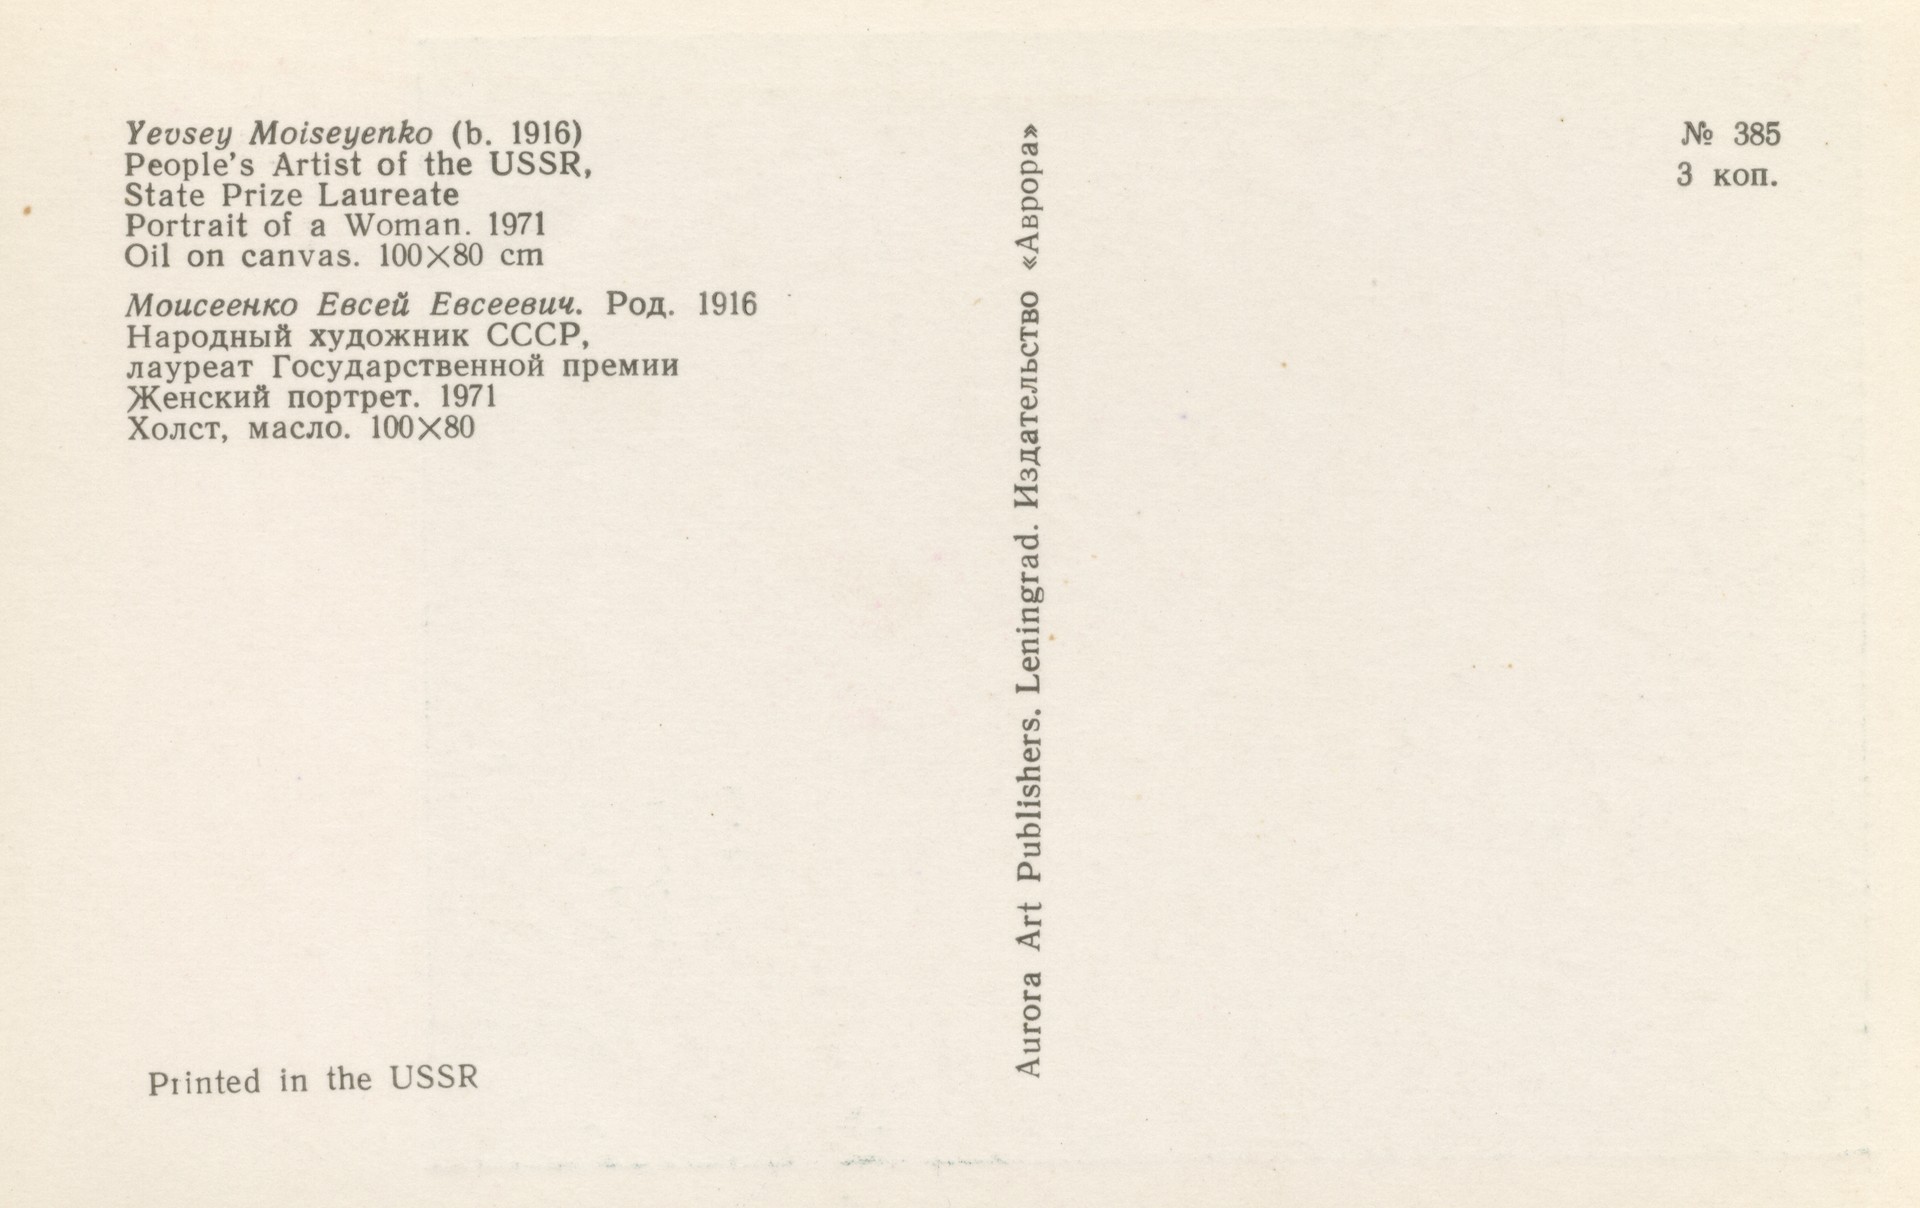 Yevsey Moiseyenko (b. 1916)
People's Artist of the USSR,
State Prize Laureate
Portrait of a Woman. 1971
Oil on canvas. 100×80 cm
Моисеенко Евсей Евсеевич. Род. 1916
Народный художник СССР,
лауреат Государственной премии
Женский портрет. 1971
Холст, масло. 100×80
Printed in the USSR
Aurora Art Publishers. Leningrad. Издательство «Аврора»
№ 385
3 коп.